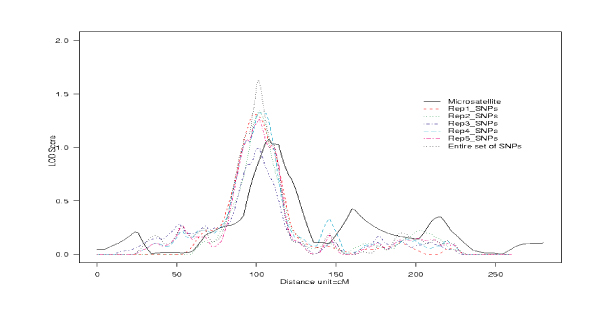 2.0
1.5
1.0
0.5
0.0
LOD Score
0
50
100
150
200
250
Distance unit=cM
Microsatellite
Rep1_SNPs
Rep2_SNPs
Rep3_SNPs
Rep4_SNPs
Rep5_SNPs
Entire set of SNPs